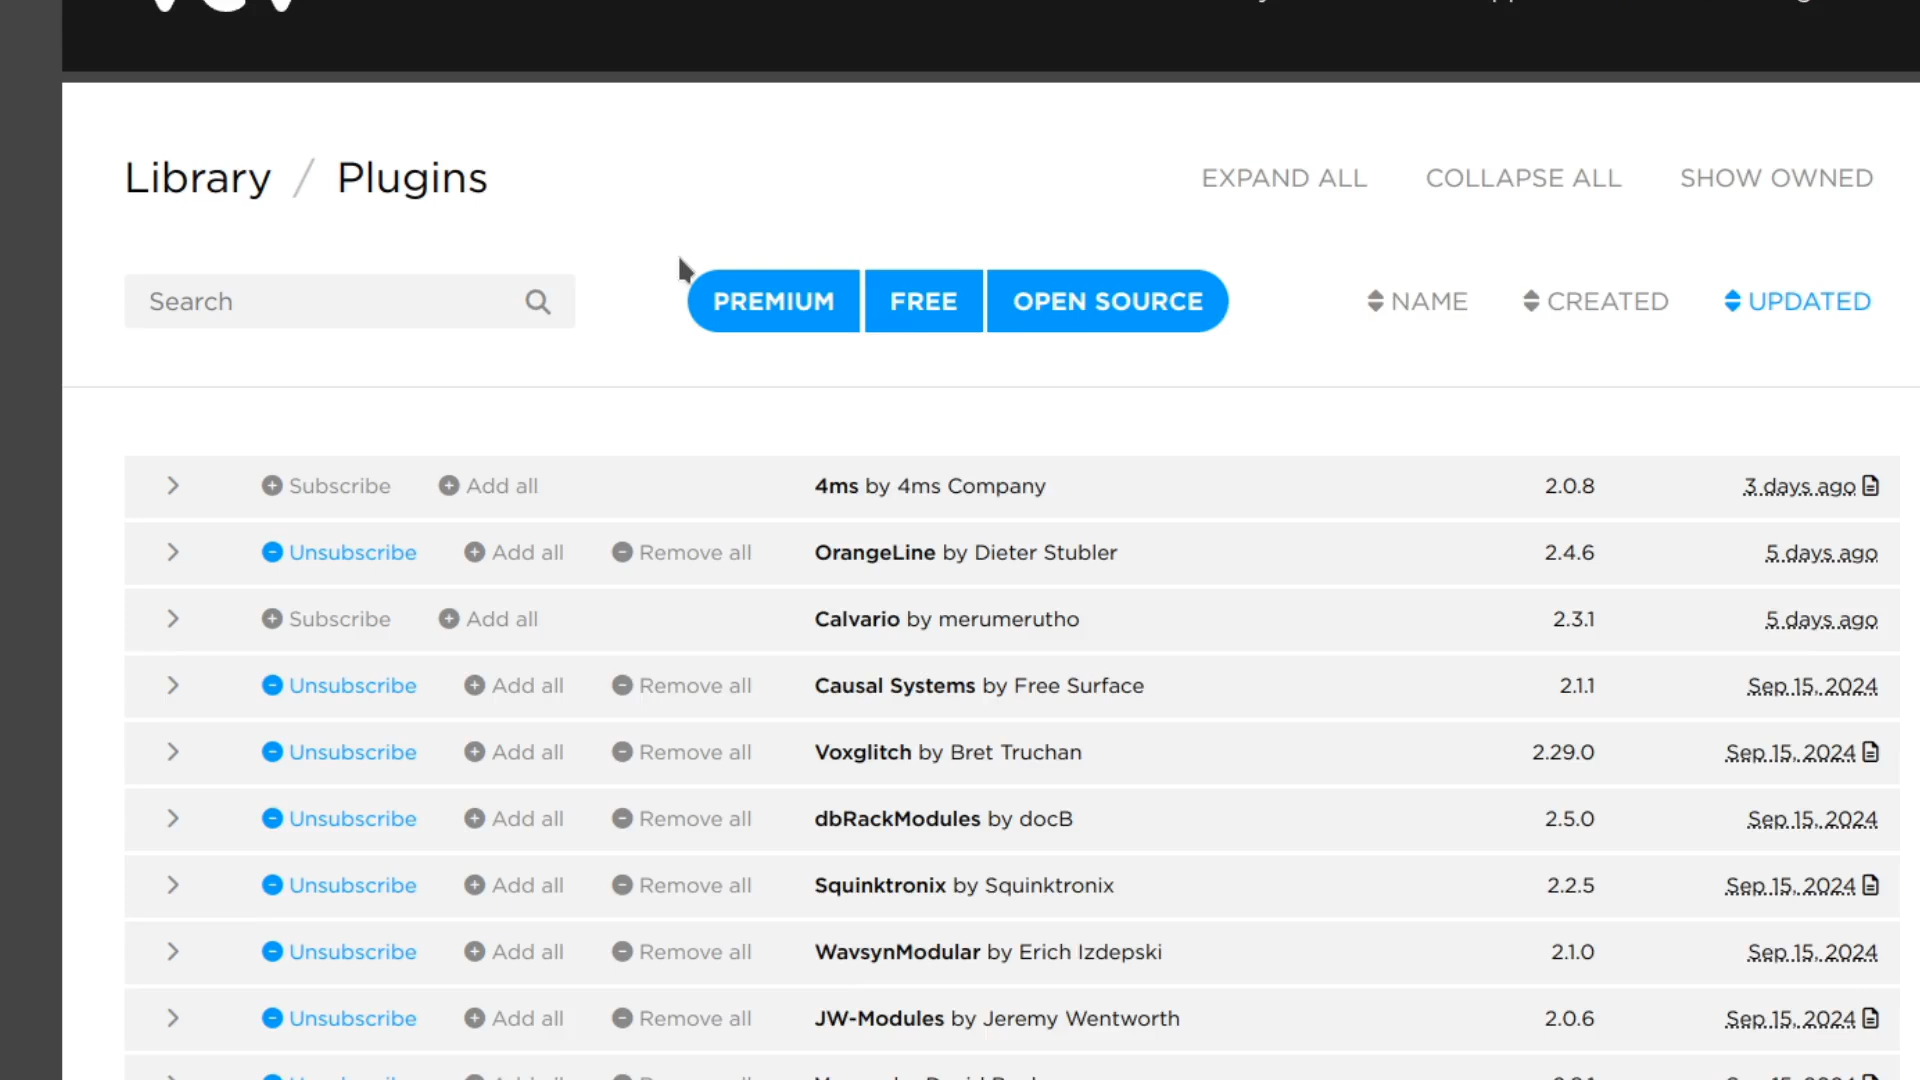 Library / Plugins
EXPAND ALL COLLAPSE ALL SHOW OWNED
Search PREMIUM FREE OPEN SOURCE NAME CREATED UPDATED
Subscribe Add all 4ms by 4ms Company 2.0.8 3 days ago
Unsubscribe Add all Remove all OrangeLine by Dieter Stubler 2.4.6 5 days ago
Subscribe Add all Calvario by merumerutho 2.3.1 5 days ago
Unsubscribe Add all Remove all Causal Systems by Free Surface 2.1.1 Sep 15, 2024
Unsubscribe Add all Remove all Voxglitch by Bret Truchan 2.29.0 Sep 15, 2024
Unsubscribe Add all Remove all dbRackModules by docB 2.5.0 Sep 15, 2024
Unsubscribe Add all Remove all Squinktronix by Squinktronix 2.2.5 Sep 15, 2024
Unsubscribe Add all Remove all WavsynModular by Erich Izdepski 2.1.0 Sep 15, 2024
Unsubscribe Add all Remove all JW-Modules by Jeremy Wentworth 2.0.6 Sep 15, 2024